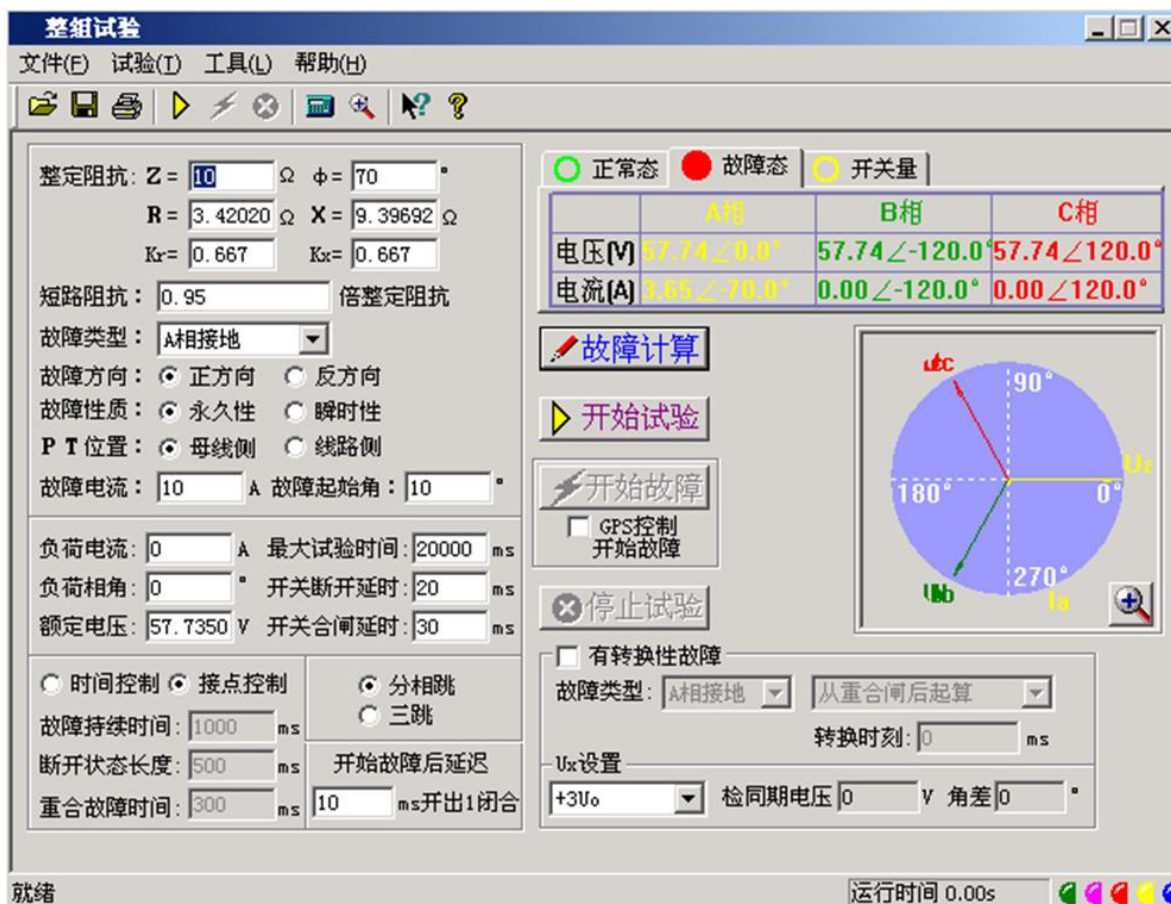 整组试验
文件(F) 试验(T) 工具(L) 帮助(H)
整定阻抗: Z = 10 Ω φ= 70 °
R = 3.42020 Ω X = 9.39692 Ω
Kr= 0.667 Kx= 0.667
短路阻抗: 0.95 倍整定阻抗
故障类型: A相接地
故障方向: 正方向 反方向
故障性质: 永久性 瞬时性
P T 位置: 母线侧 线路侧
故障电流: 10 A 故障起始角: 10 °
负荷电流: 0 A 最大试验时间: 20000 ms
负荷相角: 0 ° 开关断开延时: 20 ms
额定电压: 57.7350 V 开关合闸延时: 30 ms
时间控制 接点控制
故障持续时间: 1000 ms
断开状态长度: 500 ms
重合故障时间: 300 ms
分相跳
三跳
开始故障后延迟
10 ms开出1闭合
正常态 故障态 开关量
A相 B相 C相
电压(V) 57.74∠0.0° 57.74∠-120.0° 57.74∠120.0°
电流(A) 3.65∠-70.0° 0.00∠-120.0° 0.00∠120.0°
故障计算
开始试验
开始故障
GPS控制
开始故障
停止试验
90°
Ua
180° 0°
270°
Ia
有转换性故障
故障类型: A相接地 从重合闸后起算
转换时刻: 0 ms
Ux设置
+3Uo 检同期电压 0 V 角差 0 °
就绪 运行时间 0.00s